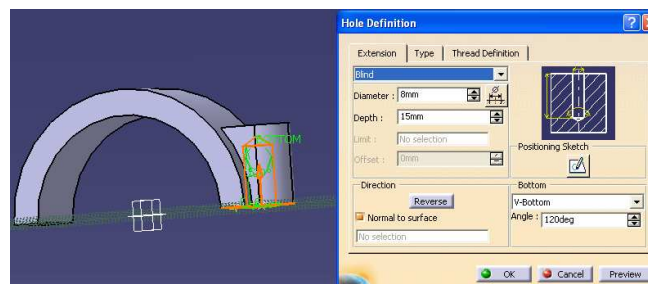 Hole Definition
Extension
Type
Thread Definition
Blind
Diameter : 8mm
Depth : 15mm
Limit : No selection
Offset : 0mm
Positioning Sketch
Direction
Reverse
Normal to surface
No selection
Bottom
V-Bottom
Angle : 120deg
OK
Cancel
Preview